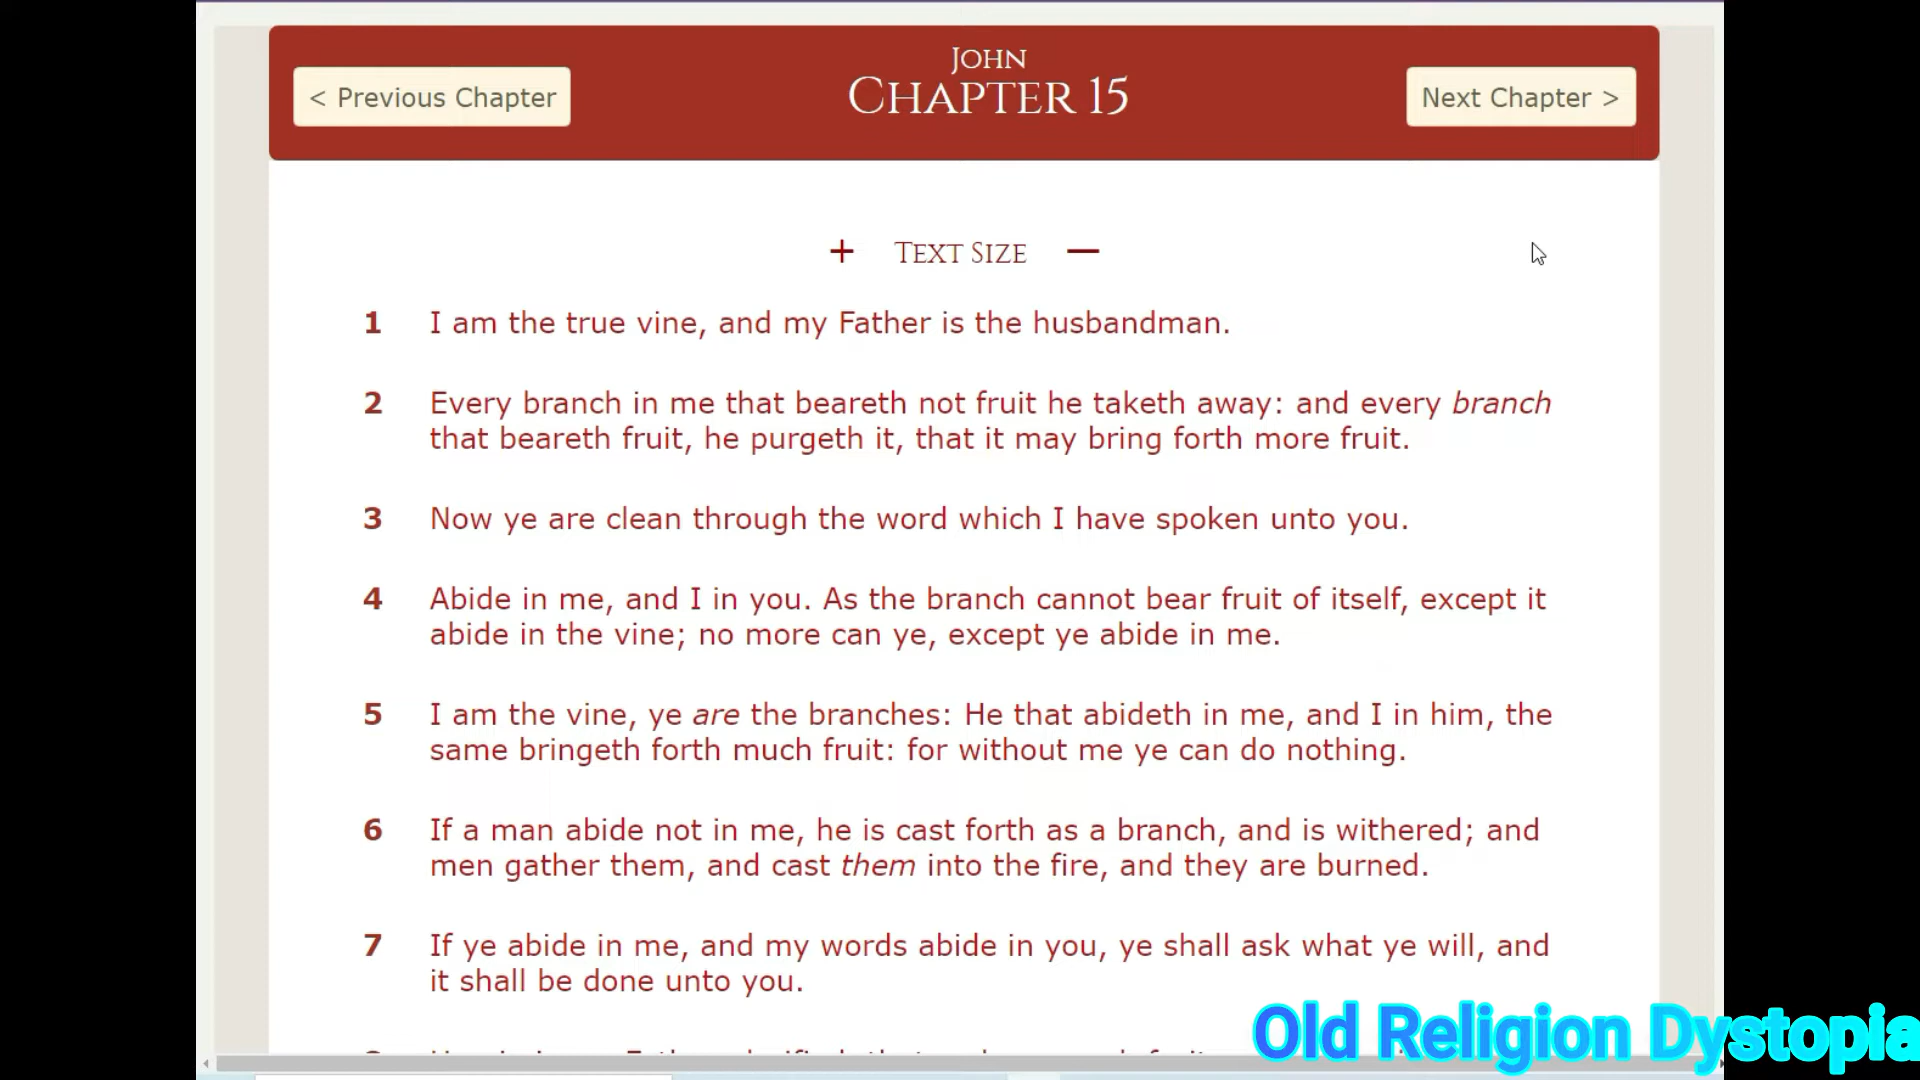 JOHN
CHAPTER 15
< Previous Chapter
Next Chapter >
+ TEXT SIZE —
1 I am the true vine, and my Father is the husbandman.
2 Every branch in me that beareth not fruit he taketh away: and every branch
that beareth fruit, he purgeth it, that it may bring forth more fruit.
3 Now ye are clean through the word which I have spoken unto you.
4 Abide in me, and I in you. As the branch cannot bear fruit of itself, except it
abide in the vine; no more can ye, except ye abide in me.
5 I am the vine, ye are the branches: He that abideth in me, and I in him, the
same bringeth forth much fruit: for without me ye can do nothing.
6 If a man abide not in me, he is cast forth as a branch, and is withered; and
men gather them, and cast them into the fire, and they are burned.
7 If ye abide in me, and my words abide in you, ye shall ask what ye will, and
it shall be done unto you.
Old Religion Dystopia